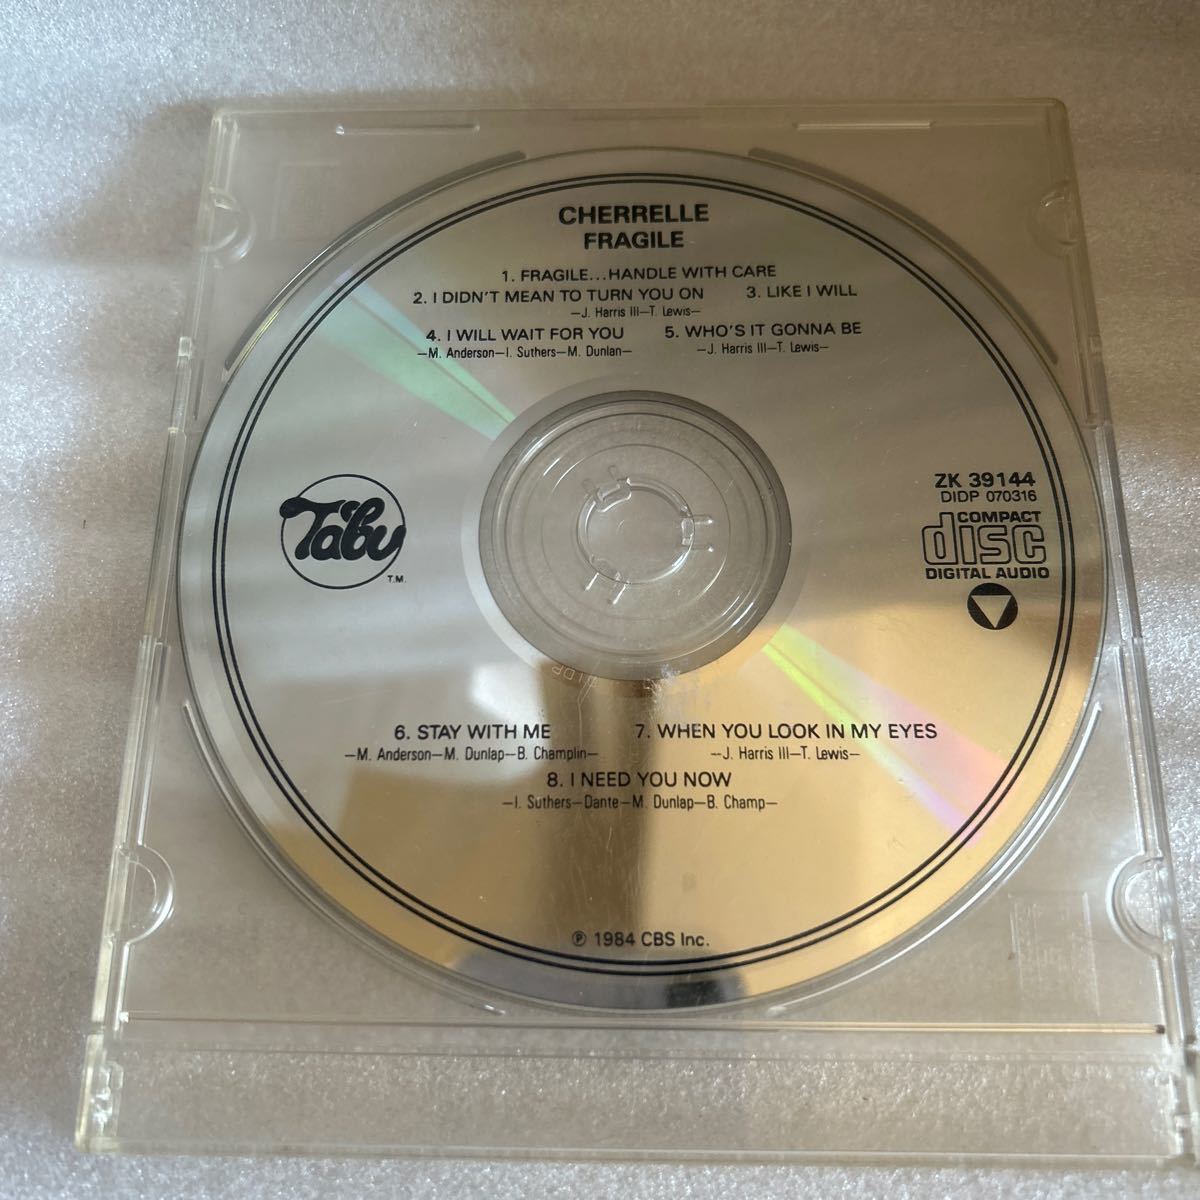 CHERRELLE
FRAGILE
1. FRAGILE...HANDLE WITH CARE
2. I DIDN'T MEAN TO TURN YOU ON 3. LIKE I WILL
—J. Harris III—T. Lewis—
4. I WILL WAIT FOR YOU 5. WHO'S IT GONNA BE
—M. Anderson—I. Suthers—M. Dunlan— —J. Harris III—T. Lewis—
Tabu
T.M.
ZK 39144
DIDP 070316
COMPACT
disc
DIGITAL AUDIO
DIDP
6. STAY WITH ME 7. WHEN YOU LOOK IN MY EYES
—M. Anderson—M. Dunlap—B. Champlin— --J. Harris III—T. Lewis—
8. I NEED YOU NOW
—I. Suthers—Dante—M. Dunlap—B. Champ—
℗ 1984 CBS Inc.